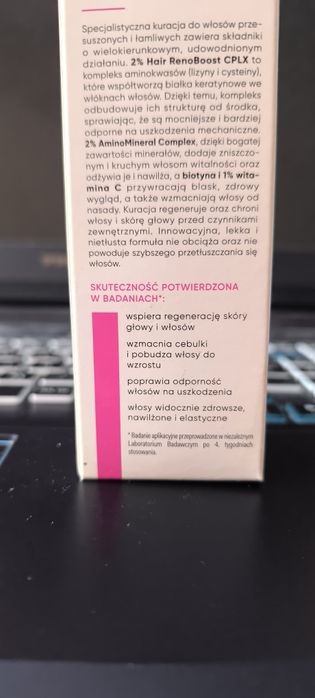 Specjalistyczna kuracja do włosów prze-
suszonych i łamliwych zawiera składniki
o wielokierunkowym, udowodnionym
działaniu. 2% Hair RenoBoost CPLX to
kompleks aminokwasów (lizyny i cysteiny),
które współtworzą białka keratynowe we
włóknach włosów. Dzięki temu, kompleks
odbudowuje ich strukturę od środka,
sprawiając, że są mocniejsze i bardziej
odporne na uszkodzenia mechaniczne.
2% AminoMineral Complex, dzięki bogatej
zawartości minerałów, dodaje zniszczo-
nym i kruchym włosom witalności oraz
odżywia je i nawilża, a biotyna i 1% wita-
mina C przywracają blask, zdrowy
wygląd, a także wzmacniają włosy od
nasady. Kuracja regeneruje oraz chroni
włosy i skórę głowy przed czynnikami
zewnętrznymi. Innowacyjna, lekka i
nietłusta formuła nie obciąża oraz nie
powoduje szybszego przetłuszczania się
włosów.
SKUTECZNOŚĆ POTWIERDZONA
W BADANIACH*:
wspiera regenerację skóry
głowy i włosów
wzmacnia cebulki
i pobudza włosy do
wzrostu
poprawia odporność
włosów na uszkodzenia
włosy widocznie zdrowsze,
nawilżone i elastyczne
* Badanie aplikacyjne przeprowadzone w niezależnym
Laboratorium Badawczym po 4. tygodniach
stosowania.